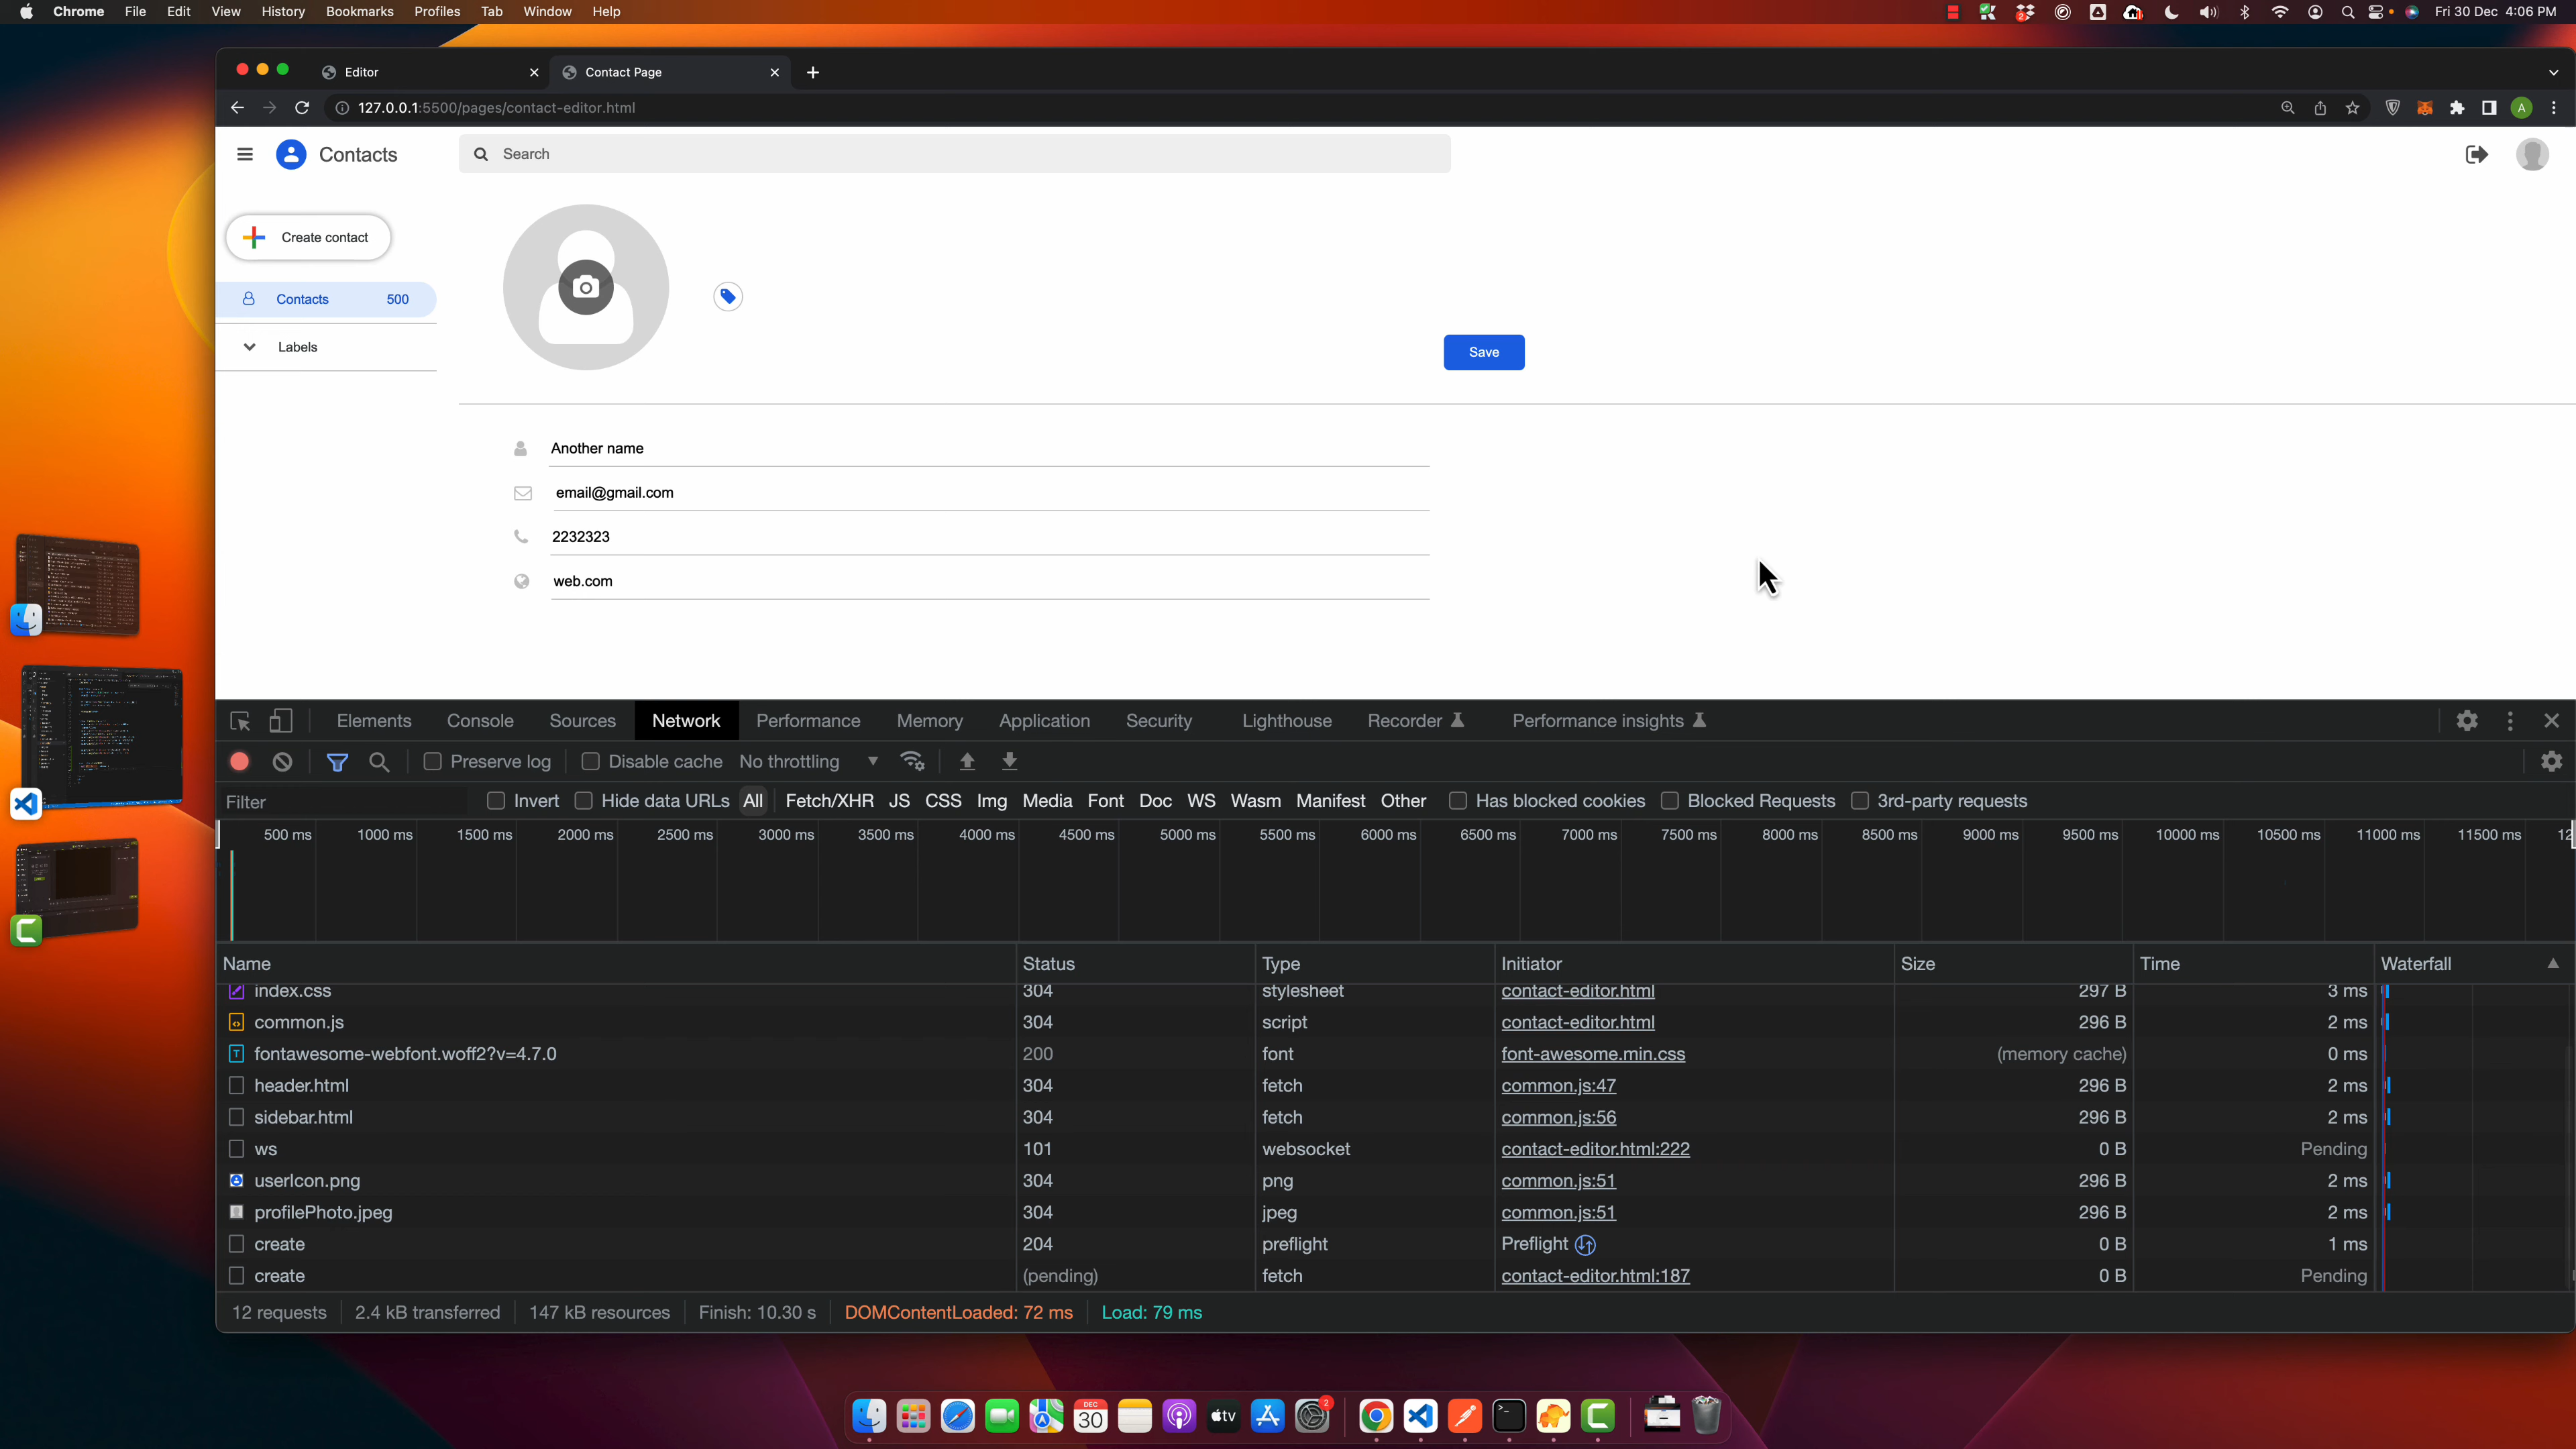 Chrome File Edit View History Bookmarks Profiles Tab Window Help
2
Fri 30 Dec 4:06 PM
Editor
Contact Page
127.0.0.1:5500/pages/contact-editor.html
A
Contacts
Search
Create contact
Contacts 500
Labels
Save
Another name
email@gmail.com
2232323
web.com
Elements Console Sources Network Performance Memory Application Security Lighthouse Recorder Performance insights
Preserve log Disable cache No throttling
Filter Invert Hide data URLs All Fetch/XHR JS CSS Img Media Font Doc WS Wasm Manifest Other Has blocked cookies Blocked Requests 3rd-party requests
500 ms 1000 ms 1500 ms 2000 ms 2500 ms 3000 ms 3500 ms 4000 ms 4500 ms 5000 ms 5500 ms 6000 ms 6500 ms 7000 ms 7500 ms 8000 ms 8500 ms 9000 ms 9500 ms 10000 ms 10500 ms 11000 ms 11500 ms 12
Name Status Type Initiator Size Time Waterfall
index.css 304 stylesheet contact-editor.html 297 B 3 ms
common.js 304 script contact-editor.html 296 B 2 ms
fontawesome-webfont.woff2?v=4.7.0 200 font font-awesome.min.css (memory cache) 0 ms
header.html 304 fetch common.js:47 296 B 2 ms
sidebar.html 304 fetch common.js:56 296 B 2 ms
ws 101 websocket contact-editor.html:222 0 B Pending
userIcon.png 304 png common.js:51 296 B 2 ms
profilePhoto.jpeg 304 jpeg common.js:51 296 B 2 ms
create 204 preflight Preflight 0 B 1 ms
create (pending) fetch contact-editor.html:187 0 B Pending
12 requests 2.4 kB transferred 147 kB resources Finish: 10.30 s DOMContentLoaded: 72 ms Load: 79 ms
DEC
30
tv
2